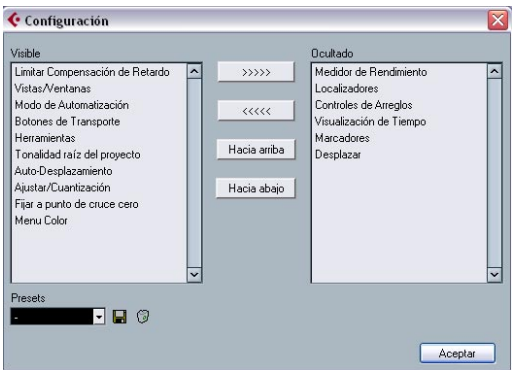 Configuración
Visible
Limitar Compensación de Retardo
Vistas/Ventanas
Modo de Automatización
Botones de Transporte
Herramientas
Tonalidad raíz del proyecto
Auto-Desplazamiento
Ajustar/Cuantización
Fijar a punto de cruce cero
Menu Color
>>>>>
<<<<<
Hacia arriba
Hacia abajo
Ocultado
Medidor de Rendimiento
Localizadores
Controles de Arreglos
Visualización de Tiempo
Marcadores
Desplazar
Presets
-
Aceptar